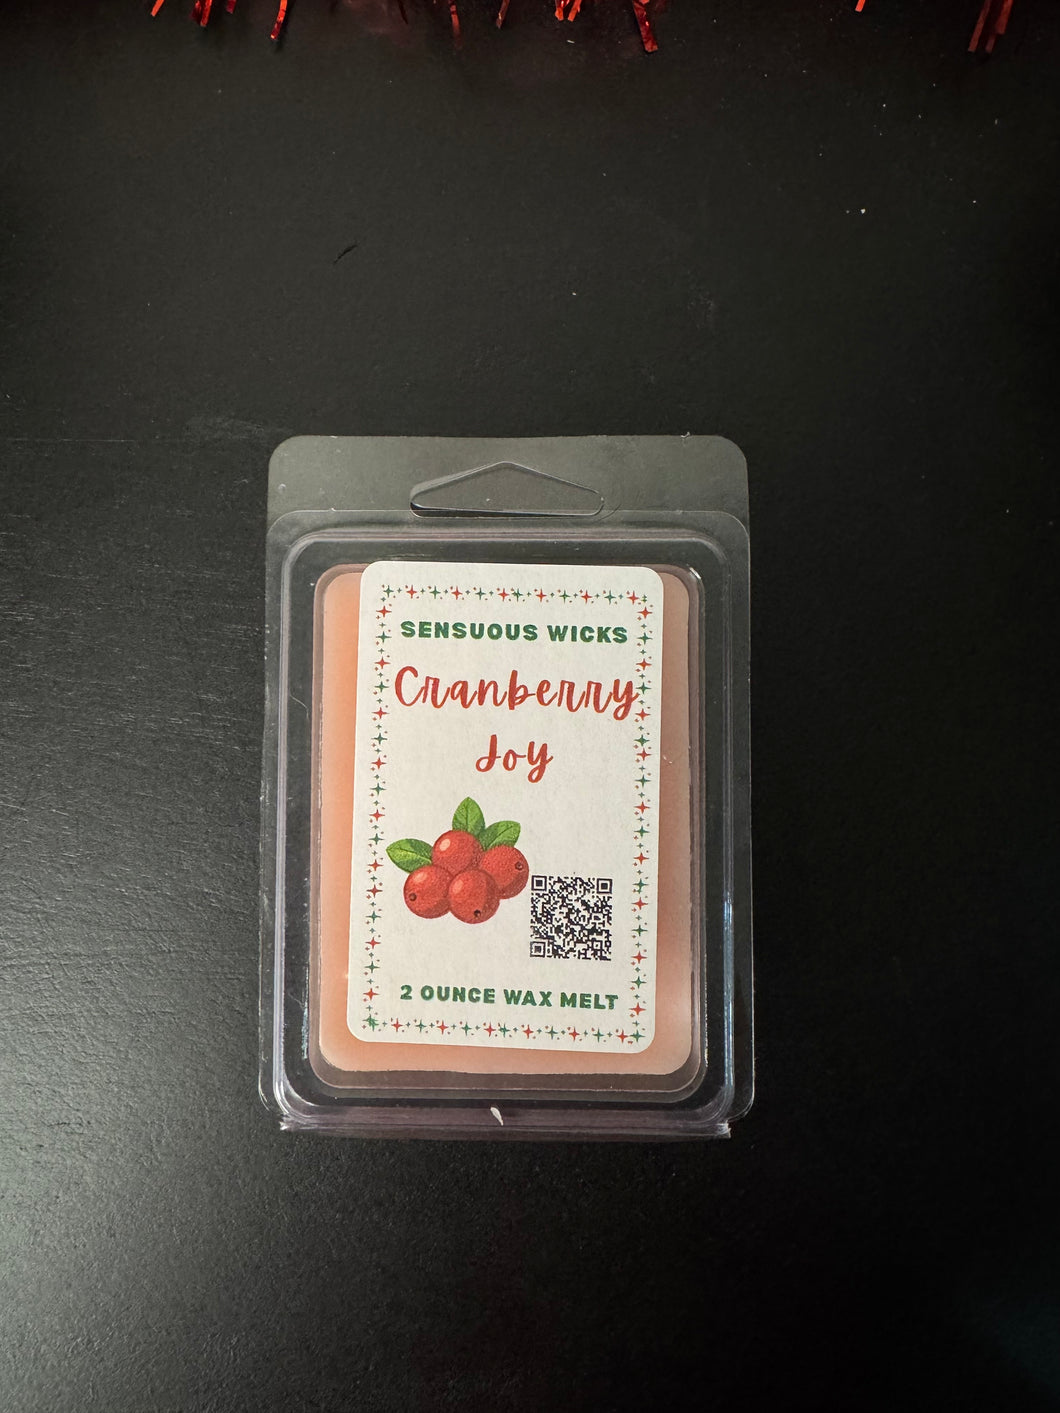 SENSUOUS WICKS
Cranberry
Joy
2 OUNCE WAX MELT